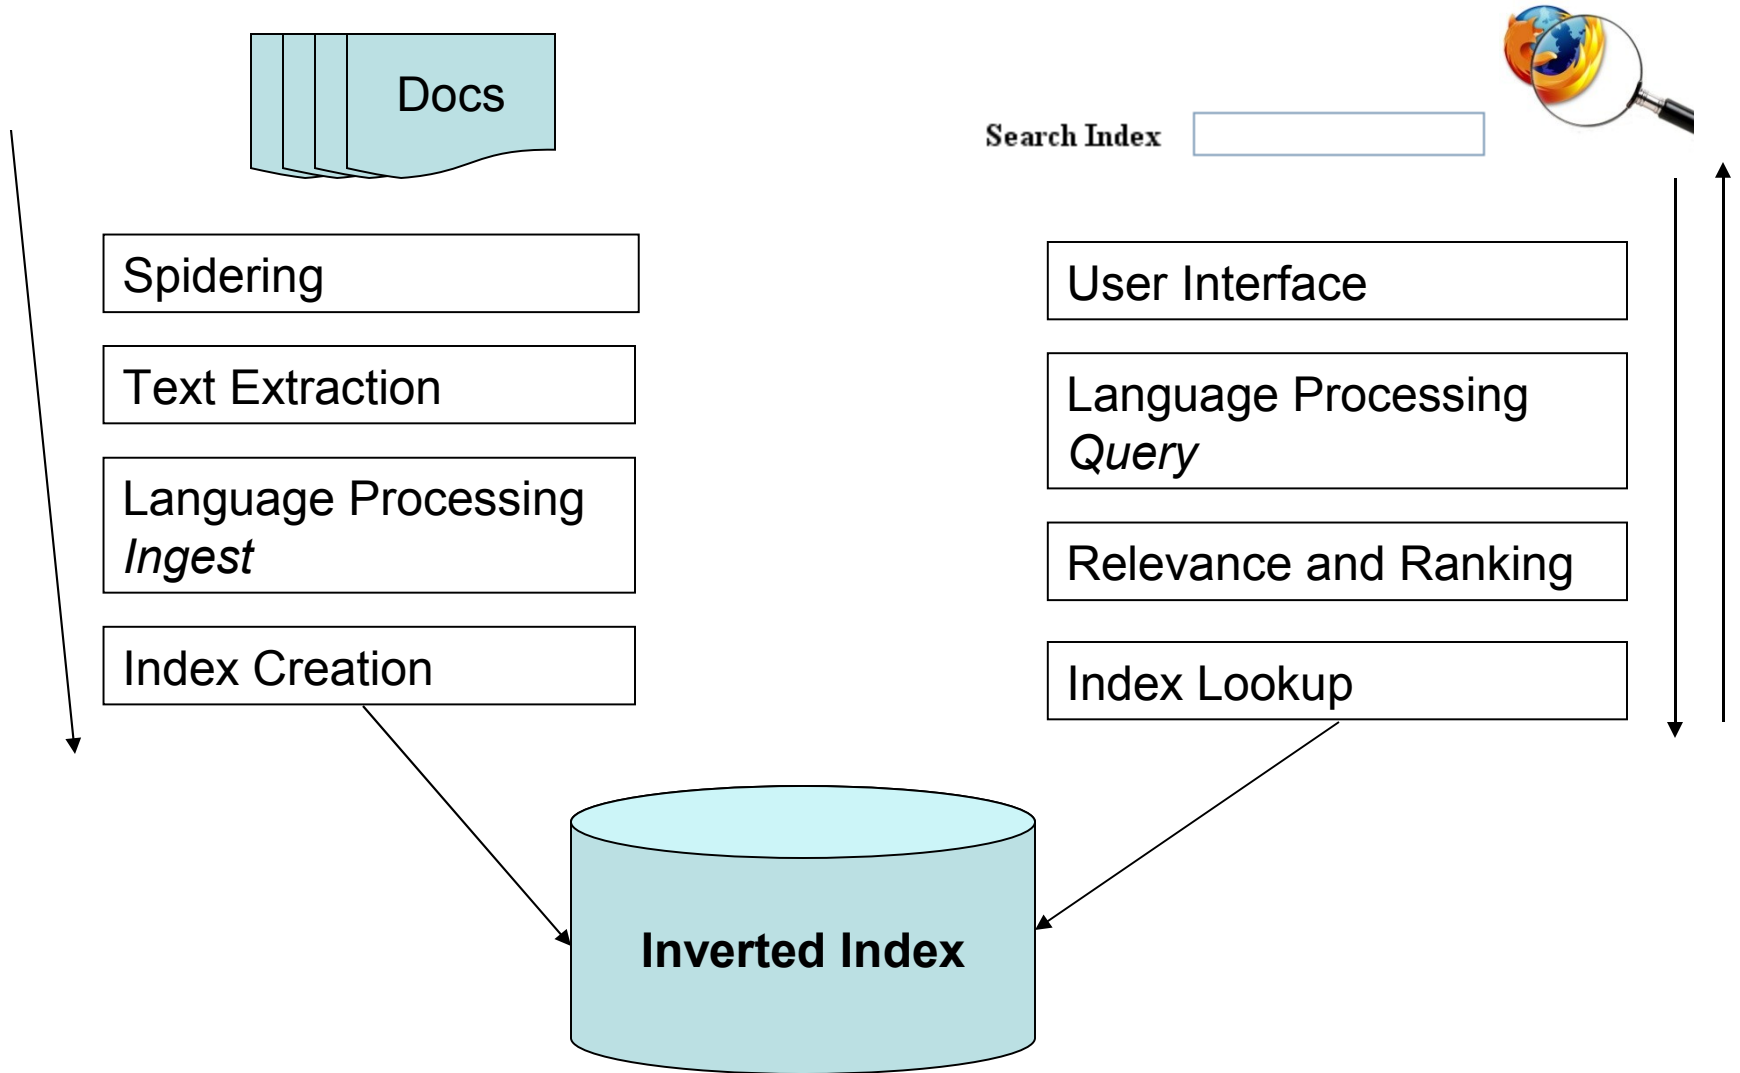 Docs
Search Index
Spidering
Text Extraction
Language Processing
Ingest
Index Creation
User Interface
Language Processing
Query
Relevance and Ranking
Index Lookup
Inverted Index